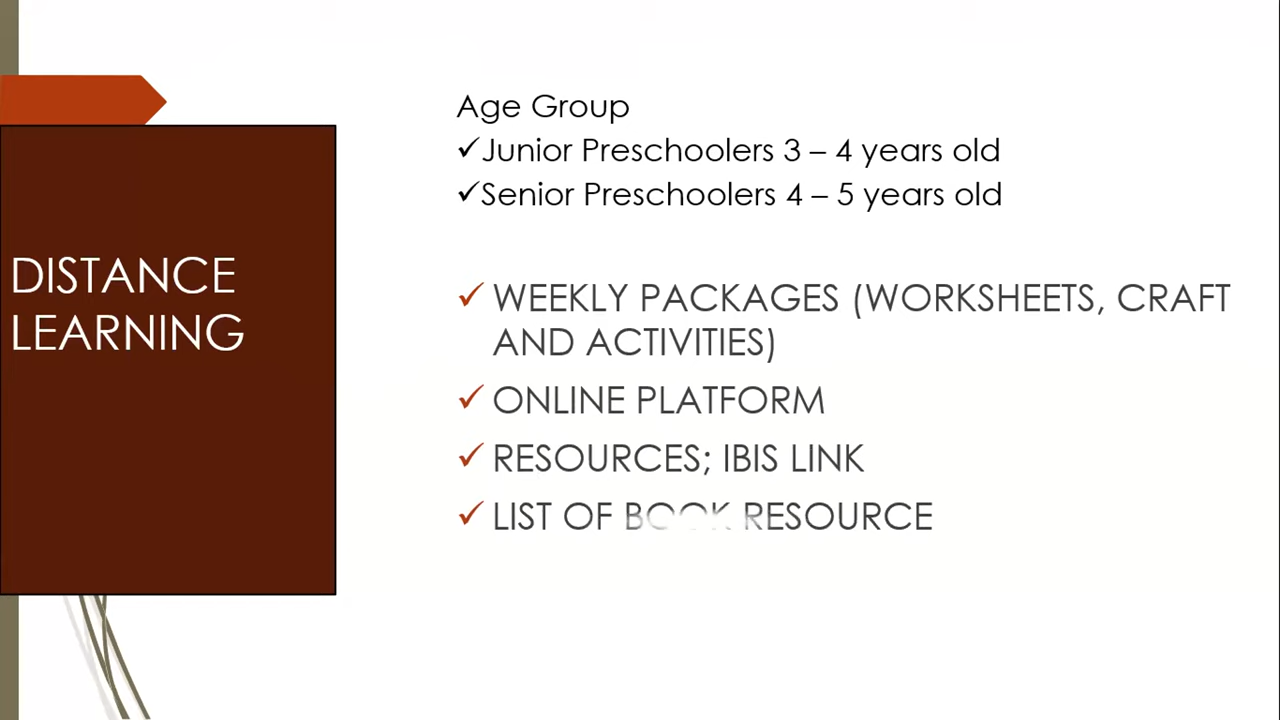 DISTANCE
LEARNING
Age Group
✓Junior Preschoolers 3 – 4 years old
✓Senior Preschoolers 4 – 5 years old
✓ WEEKLY PACKAGES (WORKSHEETS, CRAFT
AND ACTIVITIES)
✓ ONLINE PLATFORM
✓ RESOURCES; IBIS LINK
✓ LIST OF BOOK RESOURCE